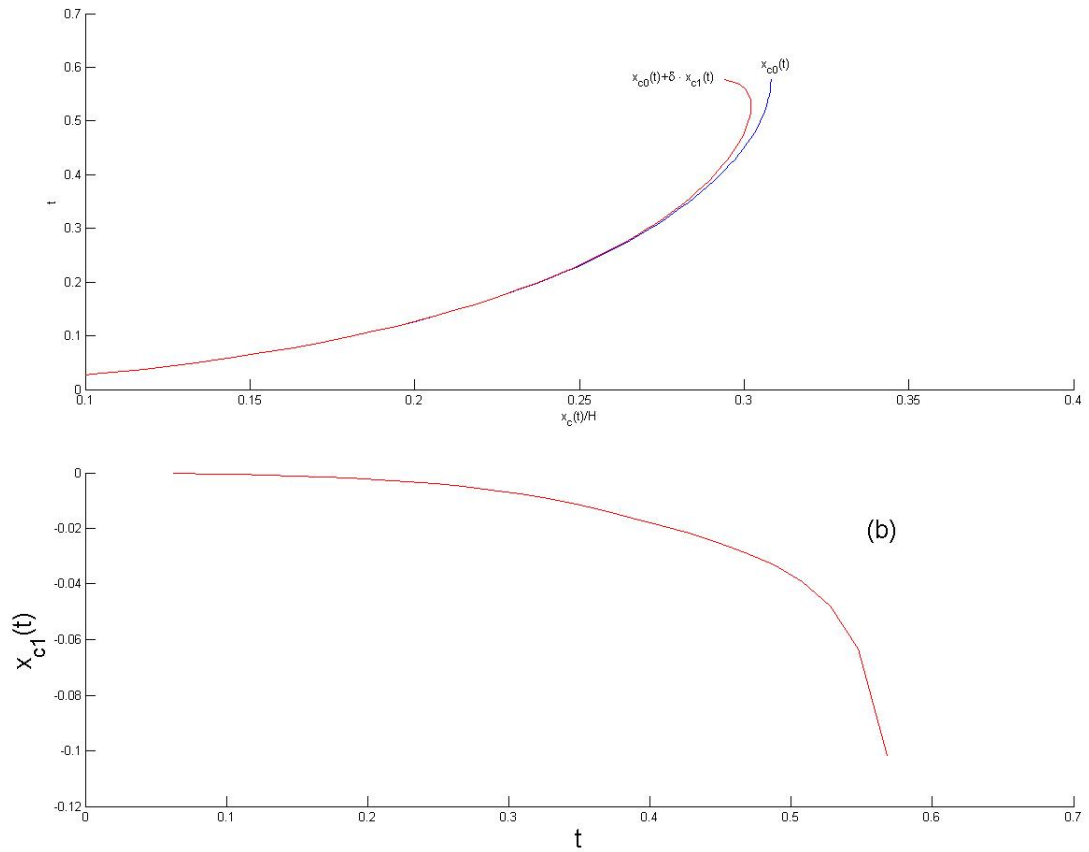 0.7
0.6
0.5
0.4
0.3
0.2
0.1
0
t
x_c0(t)+δ · x_c1(t)
x_c0(t)
0.1 0.15 0.2 0.25 0.3 0.35 0.4
x_c(t)/H
0
-0.02
-0.04
-0.06
-0.08
-0.1
-0.12
x_c1(t)
(b)
0 0.1 0.2 0.3 0.4 0.5 0.6 0.7
t